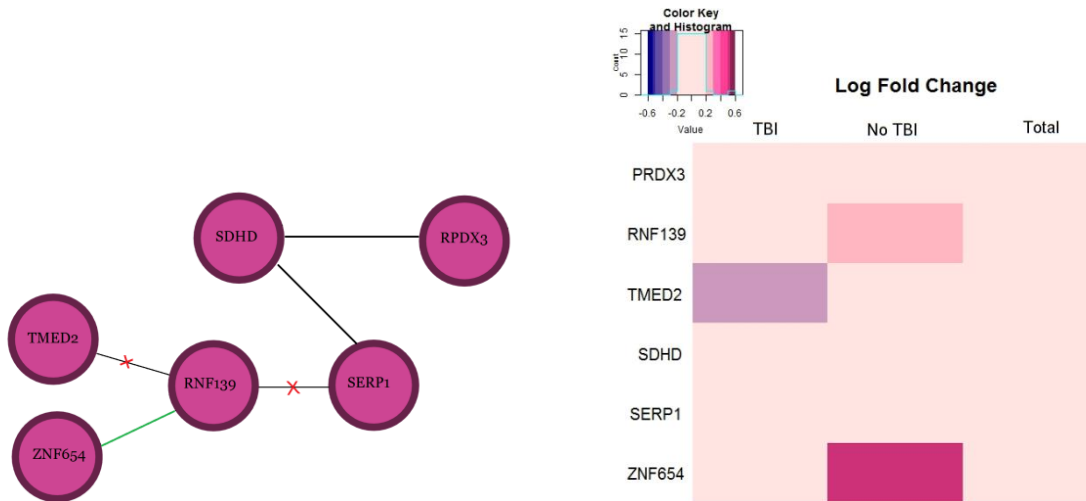 SDHD
RPDX3
TMED2
RNF139
SERP1
ZNF654
Color Key
and Histogram
Count
15
10
5
0
-0.6
-0.2
0.2
0.6
Value
Log Fold Change
TBI
No TBI
Total
PRDX3
RNF139
TMED2
SDHD
SERP1
ZNF654